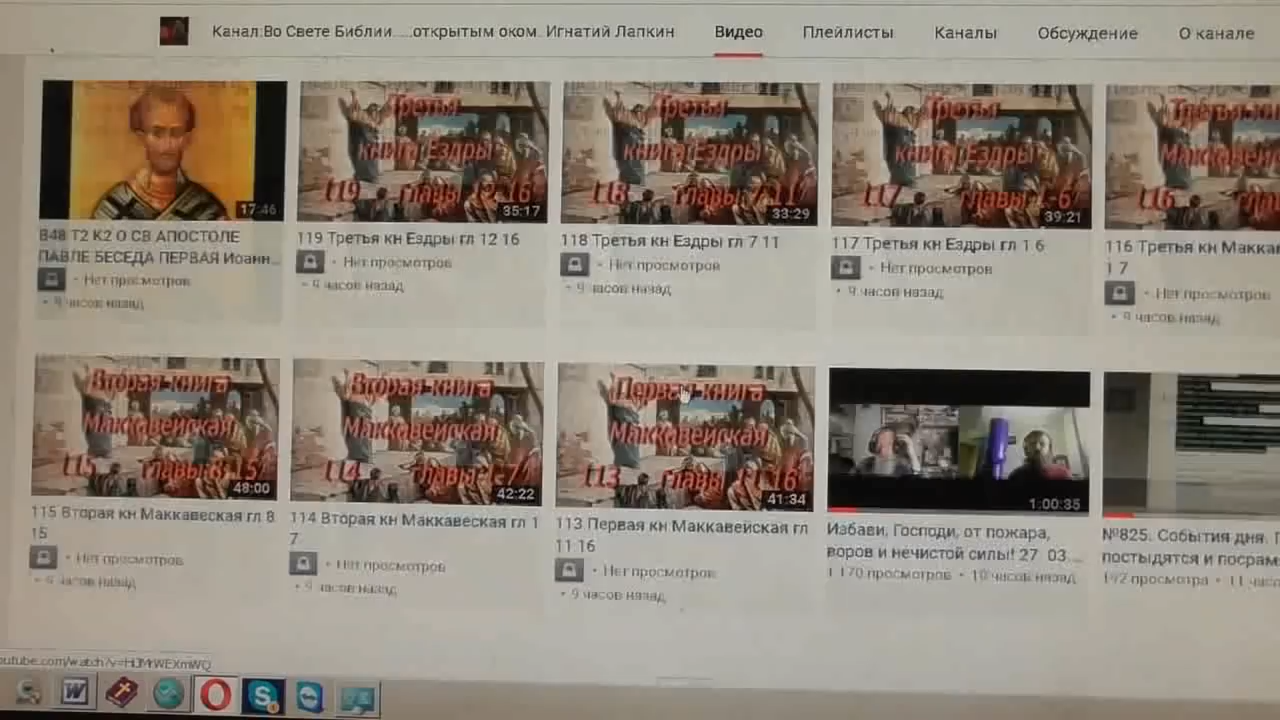 Канал:Во Свете Библии.....открытым оком. Игнатий Лапкин Видео Плейлисты Каналы Обсуждение О канале
17:46
Третья книга Ездры 119 главы 12-16 35:17
Третья книга Ездры 118 главы 7-11 33:29
Третья книга Ездры 117 главы 1-6 39:21
116
848 Т2 К2 О СВ АПОСТОЛЕ
ПАВЛЕ БЕСЕДА ПЕРВАЯ Иоанн...
• Нет просмотров
• 9 часов назад
119 Третья кн Ездры гл 12 16
• Нет просмотров
• 9 часов назад
118 Третья кн Ездры гл 7 11
• Нет просмотров
• 9 часов назад
117 Третья кн Ездры гл 1 6
• Нет просмотров
• 9 часов назад
116 Третья кн Маккав
1 7
• Нет просмотров
• 9 часов назад
Вторая книга Маккавейская 115 главы 8-15 48:00
Вторая книга Маккавейская 114 главы 1-7 42:22
Первая книга Маккавейская 113 главы 11-16 41:34
1:00:35
115 Вторая кн Маккавеская гл 8
15
• Нет просмотров
• 9 часов назад
114 Вторая кн Маккавеская гл 1
7
• Нет просмотров
• 9 часов назад
113 Первая кн Маккавейская гл
11 16
• Нет просмотров
• 9 часов назад
Избави, Господи, от пожара,
воров и нечистой силы! 27 03....
1 170 просмотров • 10 часов назад
№825. События дня. Г
постыдятся и посрам
192 просмотра • 11 часо